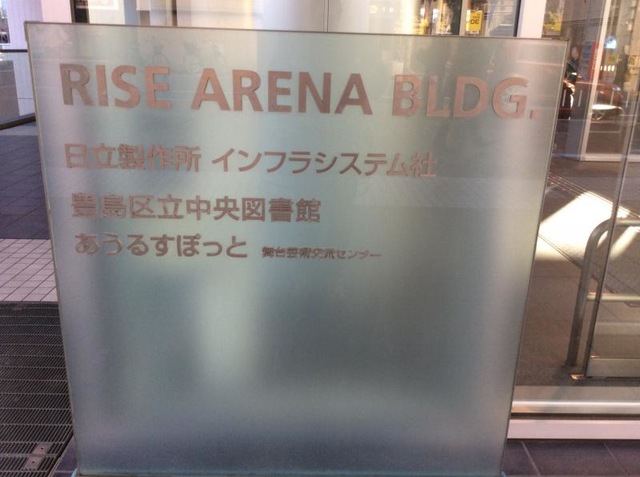 RISE ARENA BLDG.
日立製作所 インフラシステム社
豊島区立中央図書館
あうるすぽっと 舞台芸術交流センター